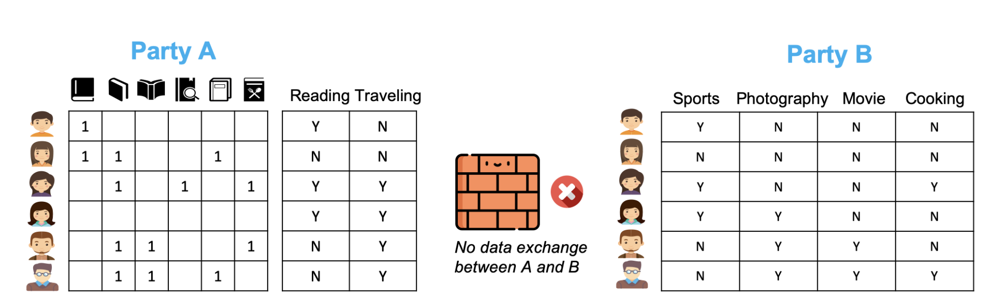 Party A
Party B
Reading Traveling
Sports Photography Movie Cooking
1 Y N
1 1 1 N N
1 1 1 Y Y
Y Y
1 1 1 N Y
1 1 1 N Y
No data exchange
between A and B
Y N N N
N N N N
Y N N Y
Y Y N N
N Y Y N
N Y Y Y